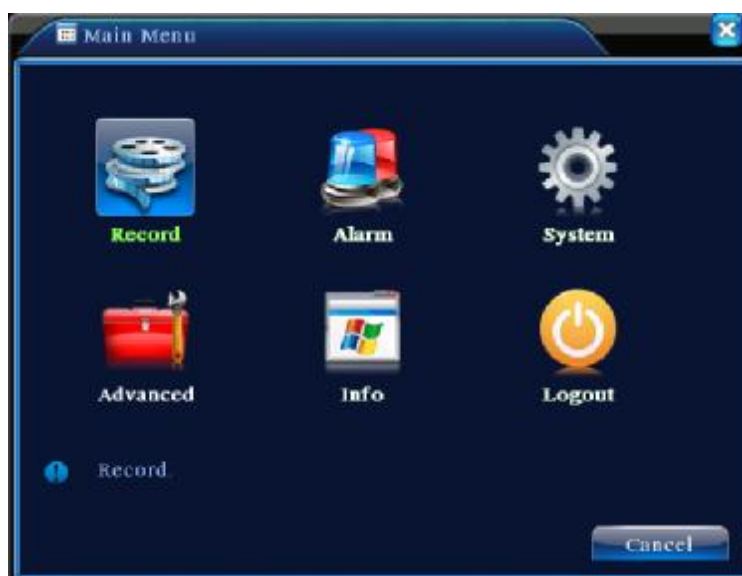 Main Menu
Record
Alarm
System
Advanced
Info
Logout
Record.
Cancel